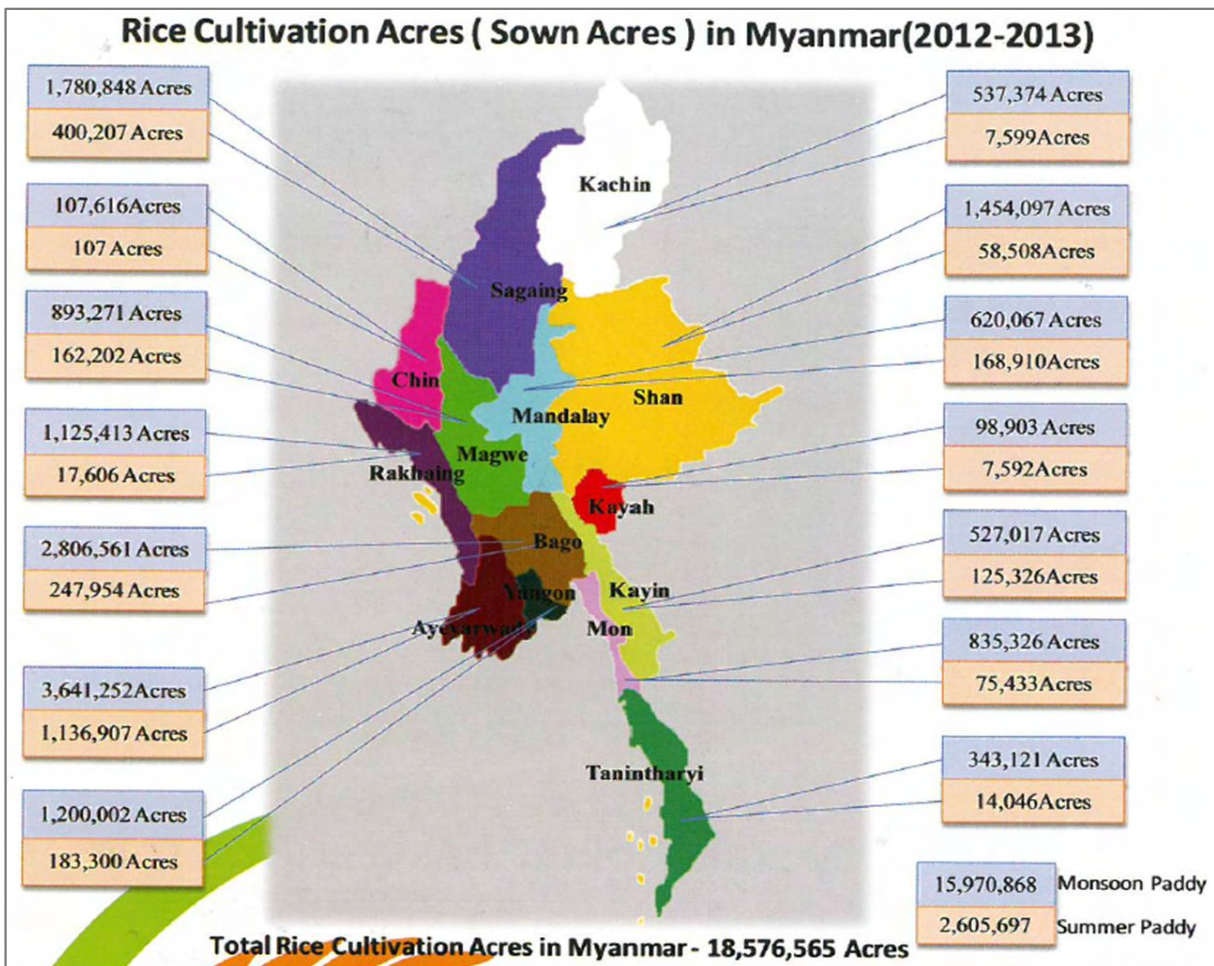 Rice Cultivation Acres ( Sown Acres ) in Myanmar(2012-2013)
1,780,848 Acres
400,207 Acres
107,616Acres
107 Acres
893,271 Acres
162,202 Acres
1,125,413 Acres
17,606 Acres
2,806,561 Acres
247,954 Acres
3,641,252Acres
1,136,907 Acres
1,200,002 Acres
183,300 Acres
Kachin
Sagaing
Chin
Mandalay
Shan
Magwe
Rakhaing
Kayah
Bago
Yangon
Kayin
Ayeyarwady
Mon
Tanintharyi
537,374 Acres
7,599Acres
1,454,097Acres
58,508Acres
620,067 Acres
168,910Acres
98,903 Acres
7,592Acres
527,017 Acres
125,326Acres
835,326 Acres
75,433Acres
343,121 Acres
14,046Acres
15,970,868 Monsoon Paddy
2,605,697 Summer Paddy
Total Rice Cultivation Acres in Myanmar - 18,576,565 Acres